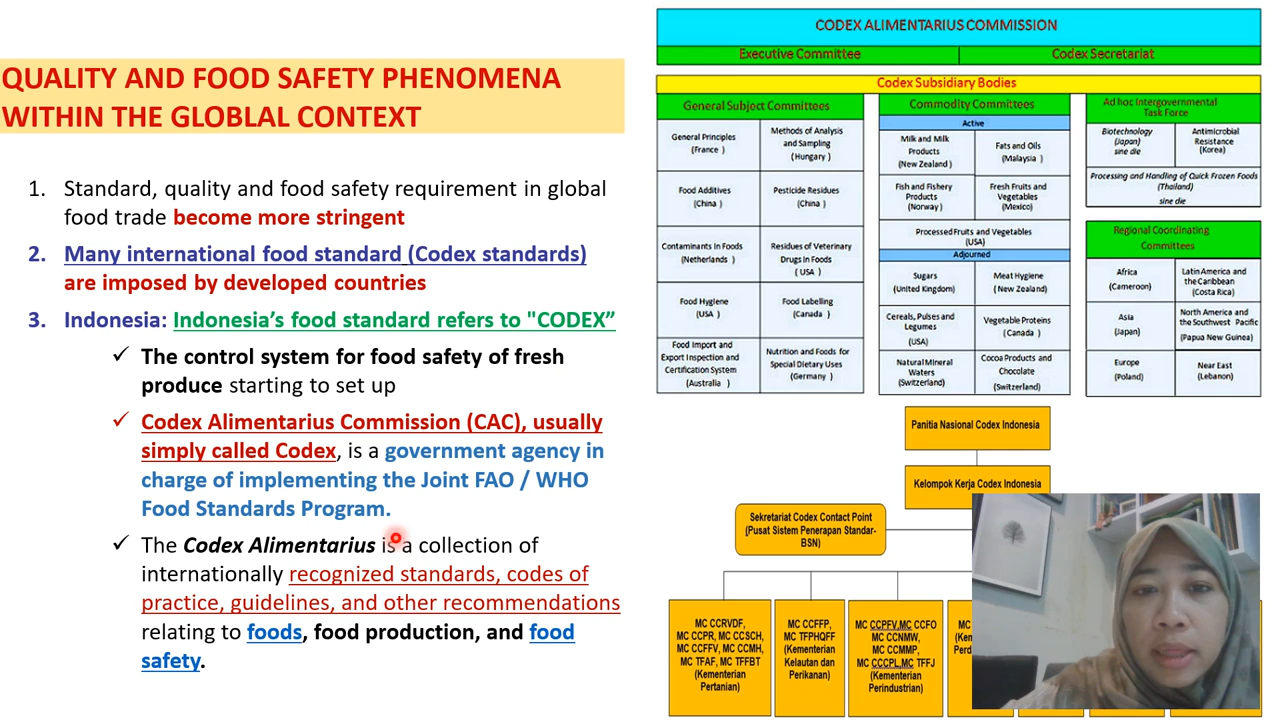 QUALITY AND FOOD SAFETY PHENOMENA
WITHIN THE GLOBLAL CONTEXT
1. Standard, quality and food safety requirement in global
food trade become more stringent
2. Many international food standard (Codex standards)
are imposed by developed countries
3. Indonesia: Indonesia’s food standard refers to "CODEX”
✓ The control system for food safety of fresh
produce starting to set up
✓ Codex Alimentarius Commission (CAC), usually
simply called Codex, is a government agency in
charge of implementing the Joint FAO / WHO
Food Standards Program.
✓ The Codex Alimentarius is a collection of
internationally recognized standards, codes of
practice, guidelines, and other recommendations
relating to foods, food production, and food
safety.
CODEX ALIMENTARIUS COMMISSION
Executive Committee
Codex Secretariat
Codex Subsidiary Bodies
General Subject Committees
General Principles
(France )
Methods of Analysis
and Sampling
(Hungary )
Food Additives
(China )
Pesticide Residues
(China )
Contaminants In Foods
(Netherlands )
Residues of Veterinary
Drugs In Foods
( USA )
Food Hygiene
(USA )
Food Labelling
(Canada )
Food Import and
Export Inspection and
Certification System
(Australia )
Nutrition and Foods for
Special Dietary Uses
(Germany )
Commodity Committees
Active
Milk and Milk
Products
(New Zealand )
Fats and Oils
(Malaysia )
Fish and Fishery
Products
(Norway )
Fresh Fruits and
Vegetables
(Mexico)
Processed Fruits and Vegetables
(USA)
Adjourned
Sugars
(United Kingdom)
Meat Hygiene
( New Zealand)
Cereals, Pulses and
Legumes
(USA)
Vegetable Proteins
(Canada )
Natural Mineral
Waters
(Switzerland)
Cocoa Products and
Chocolate
(Switzerland)
Ad hoc Intergovernmental
Task Force
Biotechnology
(Japan)
sine die
Antimicrobial
Resistance
(Korea)
Processing and Handling of Quick Frozen Foods
(Thailand)
sine die
Regional Coordinating
Committees
Africa
(Cameroon)
Latin America and
the Caribbean
(Costa Rica)
Asia
(Japan)
North America and
the Southwest Pacific
(Papua New Guinea)
Europe
(Poland)
Near East
(Lebanon)
Panitia Nasional Codex Indonesia
Kelompok Kerja Codex Indonesia
Sekretariat Codex Contact Point
(Pusat Sistem Penerapan Standar-
BSN)
MC CCRVDF,
MC CCPR, MC CCSCH,
MC CCFFV, MC CCMH,
MC TFAF, MC TFFBT
(Kementerian
Pertanian)
MC CCFFP,
MC TFPHQFF
(Kementerian
Kelautan dan
Perikanan)
MC CCPFV,MC CCFO
MC CCNMW,
MC CCMMP,
MC CCCPL,MC TFFJ
(Kementerian
Perindustrian)
MC